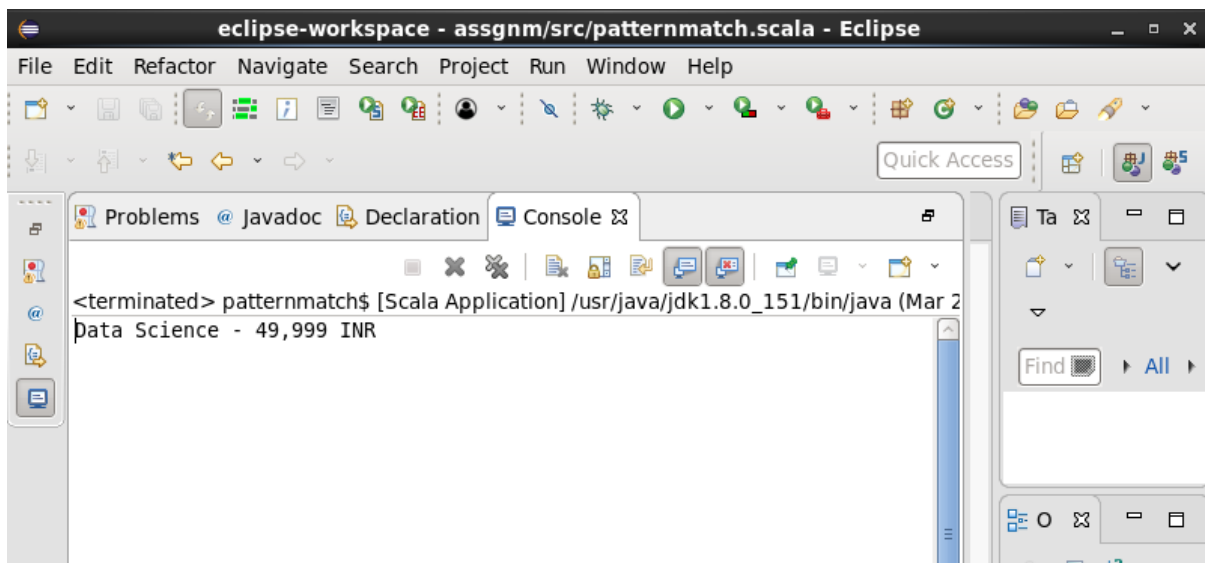 eclipse-workspace - assgnm/src/patternmatch.scala - Eclipse
File Edit Refactor Navigate Search Project Run Window Help
Quick Access
Problems @ Javadoc Declaration Console Ta
<terminated> patternmatch$ [Scala Application] /usr/java/jdk1.8.0_151/bin/java (Mar 2
Data Science - 49,999 INR
Find All
O